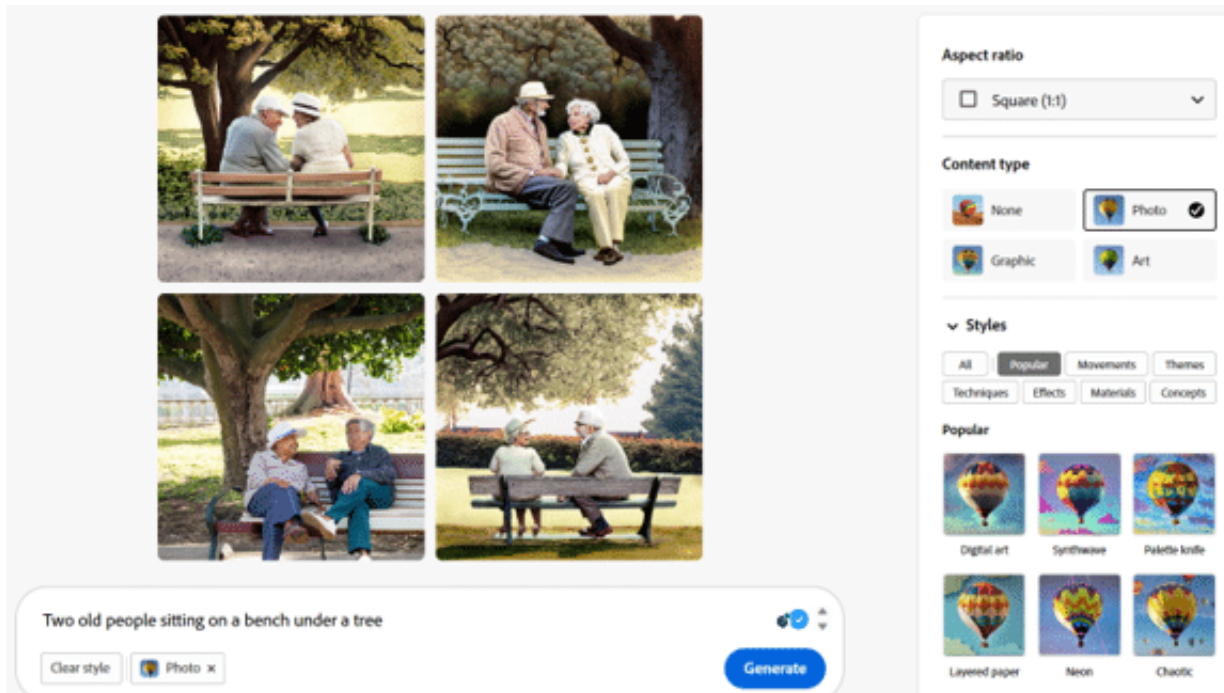 Aspect ratio
Square (1:1)
Content type
None
Photo
Graphic
Art
Styles
All
Popular
Movements
Themes
Techniques
Effects
Materials
Concepts
Popular
Digital art
Synthwave
Palette knife
Layered paper
Neon
Chaotic
Two old people sitting on a bench under a tree
Clear style
Photo ×
Generate